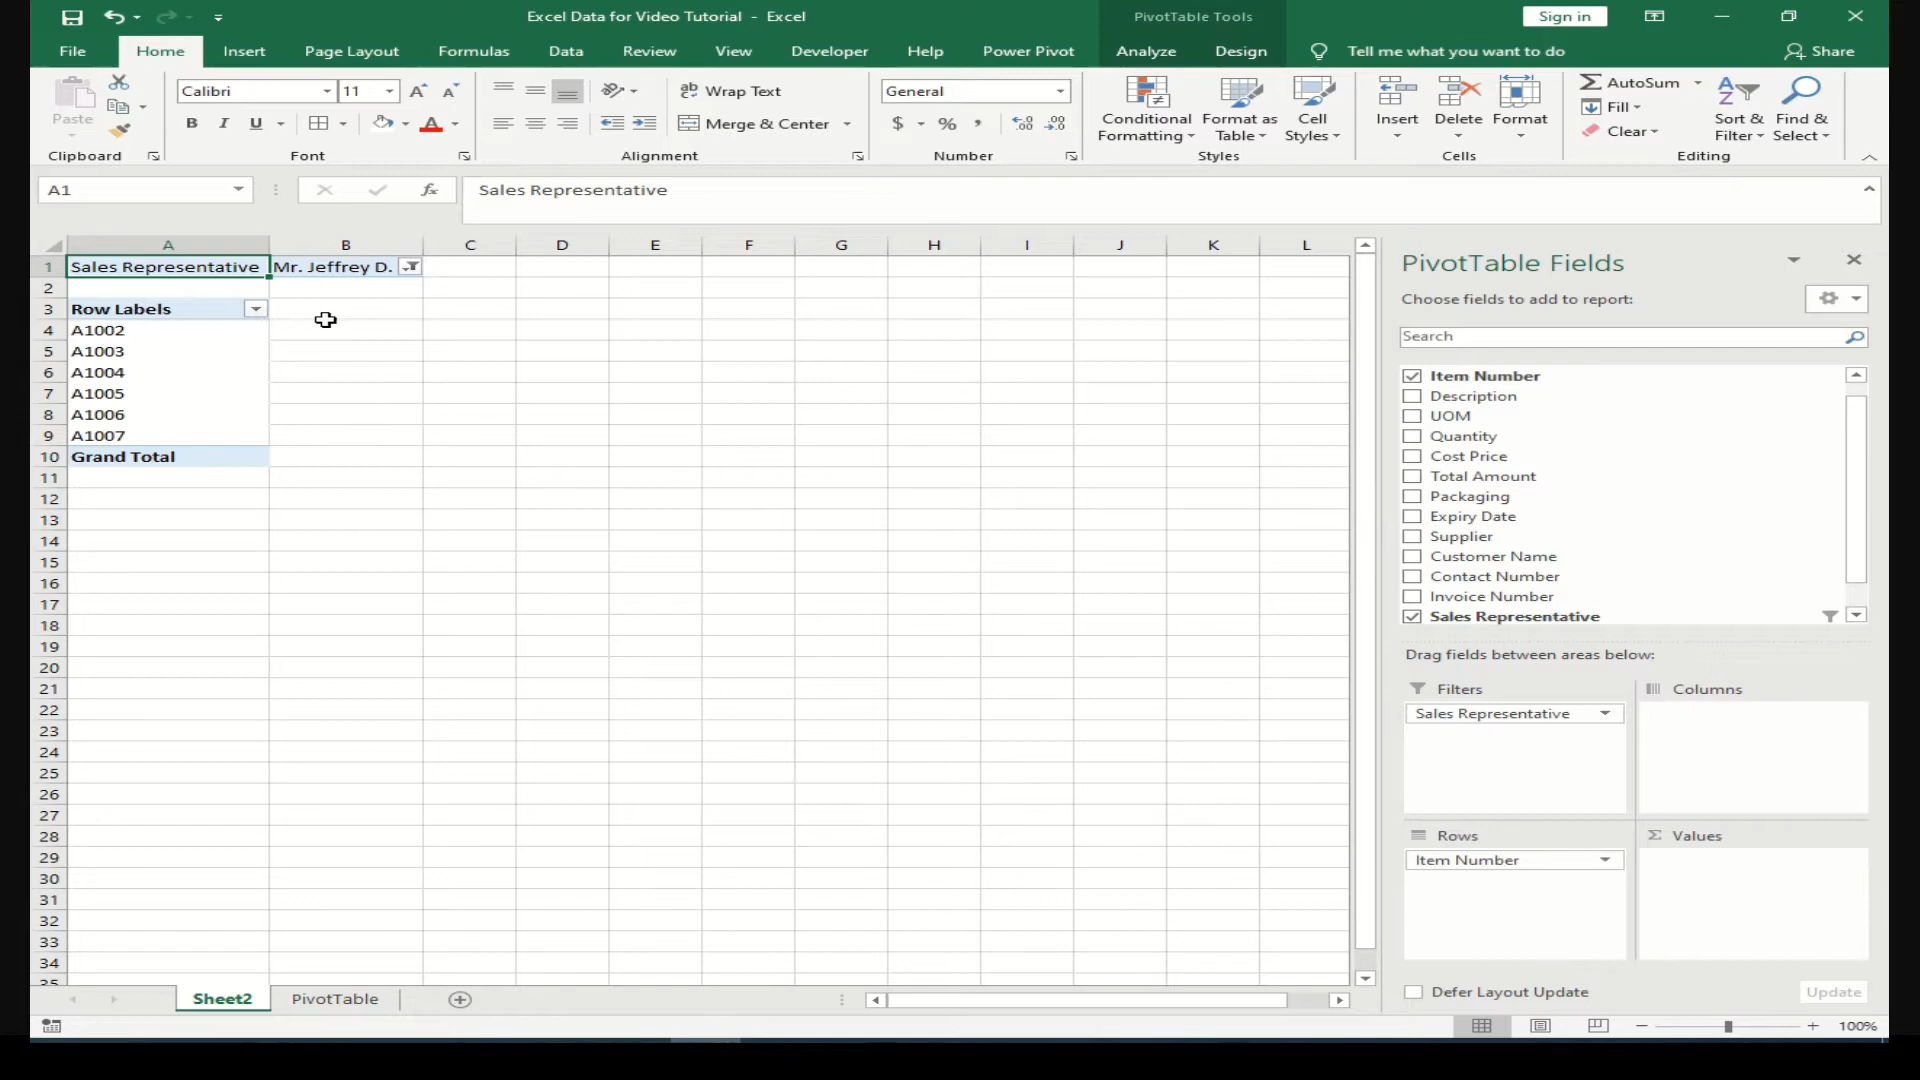 Excel Data for Video Tutorial - Excel
PivotTable Tools
Sign in
File Home Insert Page Layout Formulas Data Review View Developer Help Power Pivot Analyze Design Tell me what you want to do Share
Paste
Clipboard
Calibri 11
B I U
Font
Wrap Text
Merge & Center
Alignment
General
$ % ,
Number
Conditional Formatting
Format as Table
Cell Styles
Styles
Insert
Delete
Format
Cells
AutoSum
Fill
Clear
Sort & Filter
Find & Select
Editing
A1
fx
Sales Representative
A B C D E F G H I J K L
1 Sales Representative Mr. Jeffrey D.
2
3 Row Labels
4 A1002
5 A1003
6 A1004
7 A1005
8 A1006
9 A1007
10 Grand Total
11
12
13
14
15
16
17
18
19
20
21
22
23
24
25
26
27
28
29
30
31
32
33
34
35
PivotTable Fields
Choose fields to add to report:
Search
Item Number
Description
UOM
Quantity
Cost Price
Total Amount
Packaging
Expiry Date
Supplier
Customer Name
Contact Number
Invoice Number
Sales Representative
Drag fields between areas below:
Filters
Columns
Sales Representative
Rows
Σ Values
Item Number
Defer Layout Update
Update
Sheet2 PivotTable
100%